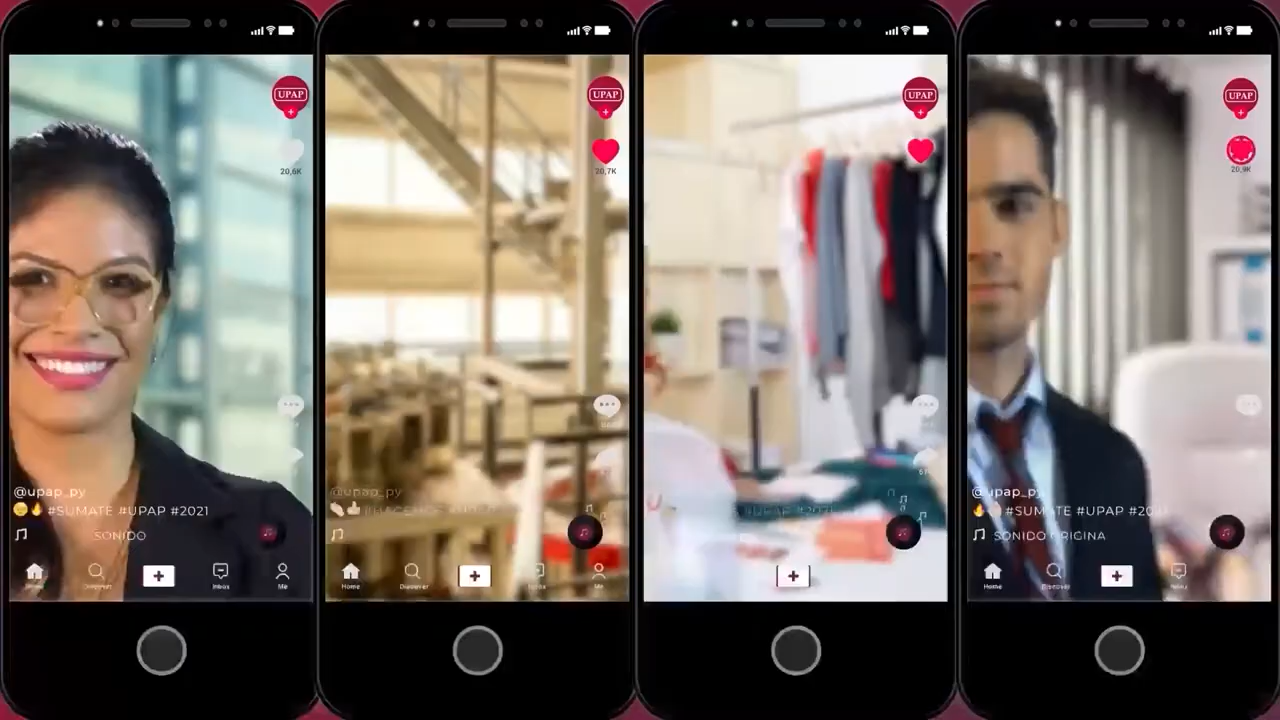 UPAP
20,6K
@upap_py
#SUMATE #UPAP #2021
SONIDO
Home
Discover
Inbox
Me
UPAP
20,7K
@upap_py
Home
Discover
Me
UPAP
UPAP
20,9K
@upap_py
#SUMATE #UPAP
SONIDO ORIGINA
Home
Discover
Inbox